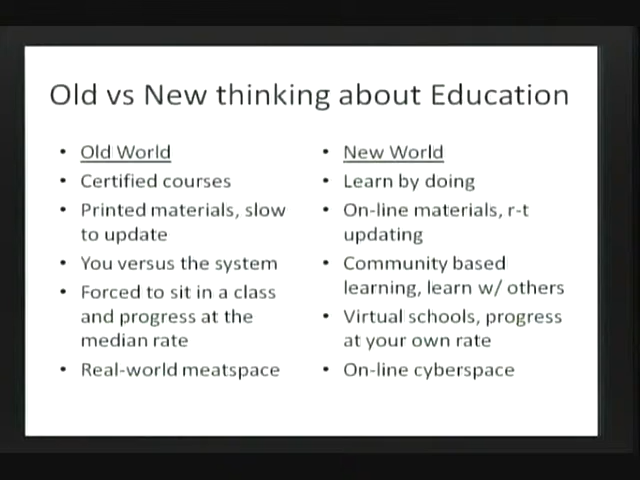 Old vs New thinking about Education
• Old World
• Certified courses
• Printed materials, slow
to update
• You versus the system
• Forced to sit in a class
and progress at the
median rate
• Real-world meatspace
• New World
• Learn by doing
• On-line materials, r-t
updating
• Community based
learning, learn w/ others
• Virtual schools, progress
at your own rate
• On-line cyberspace